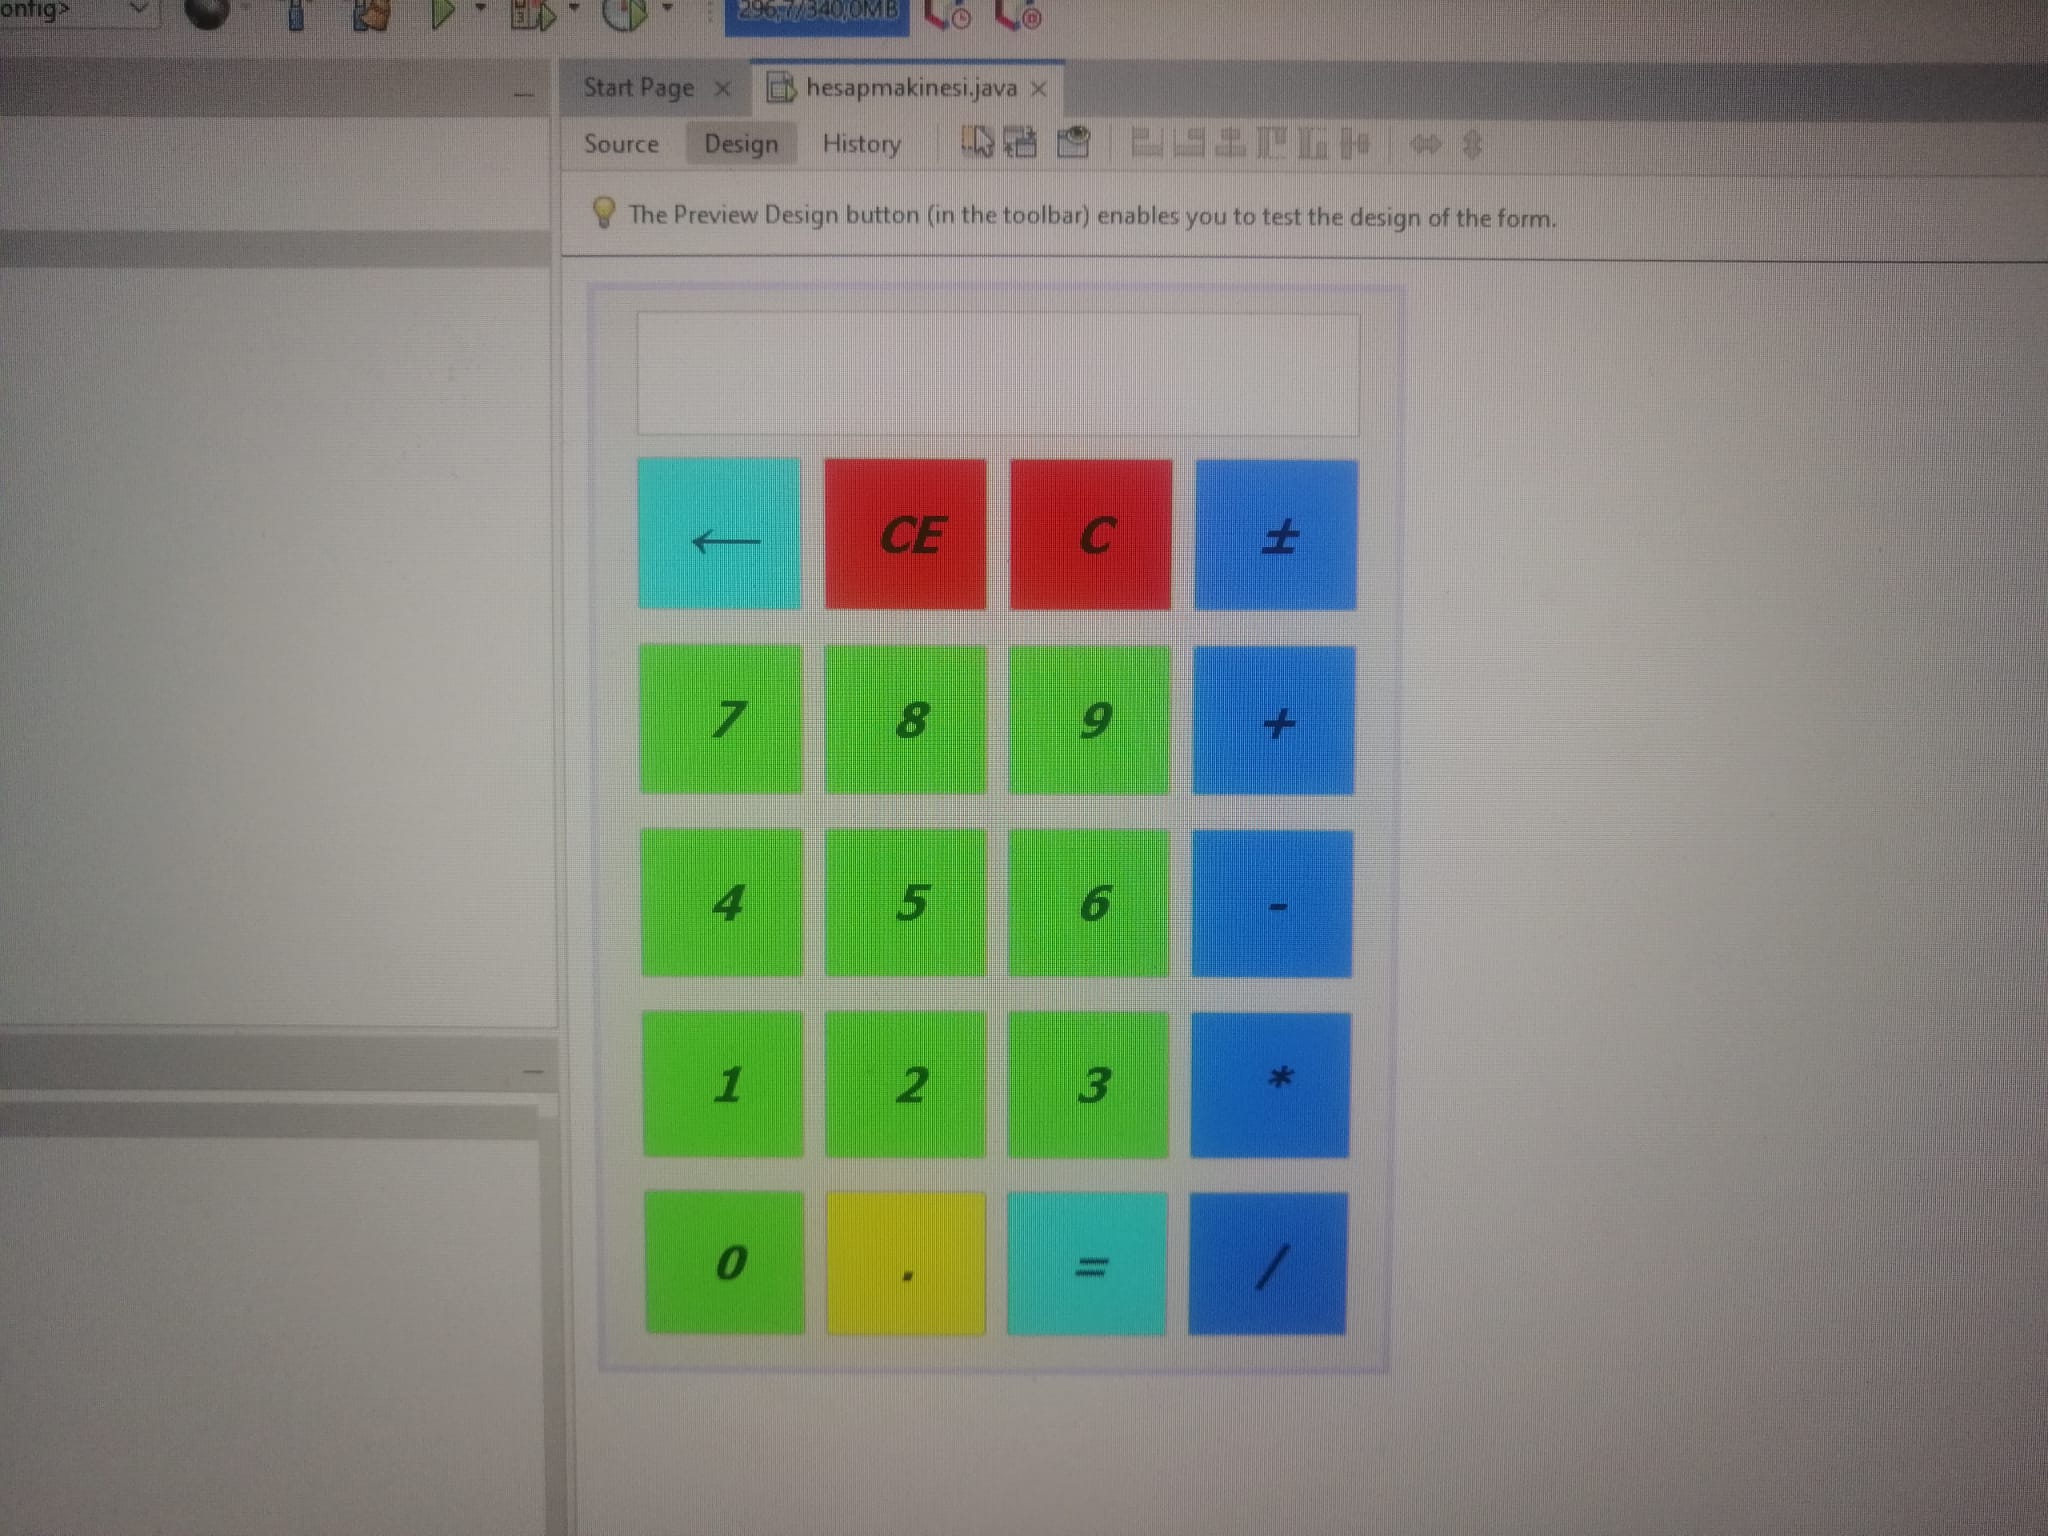 onfig>
296,7/340,0MB
Start Page
hesapmakinesi.java
Source Design History
The Preview Design button (in the toolbar) enables you to test the design of the form.
← CE C ±
7 8 9 +
4 5 6 -
1 2 3 *
0 . = /